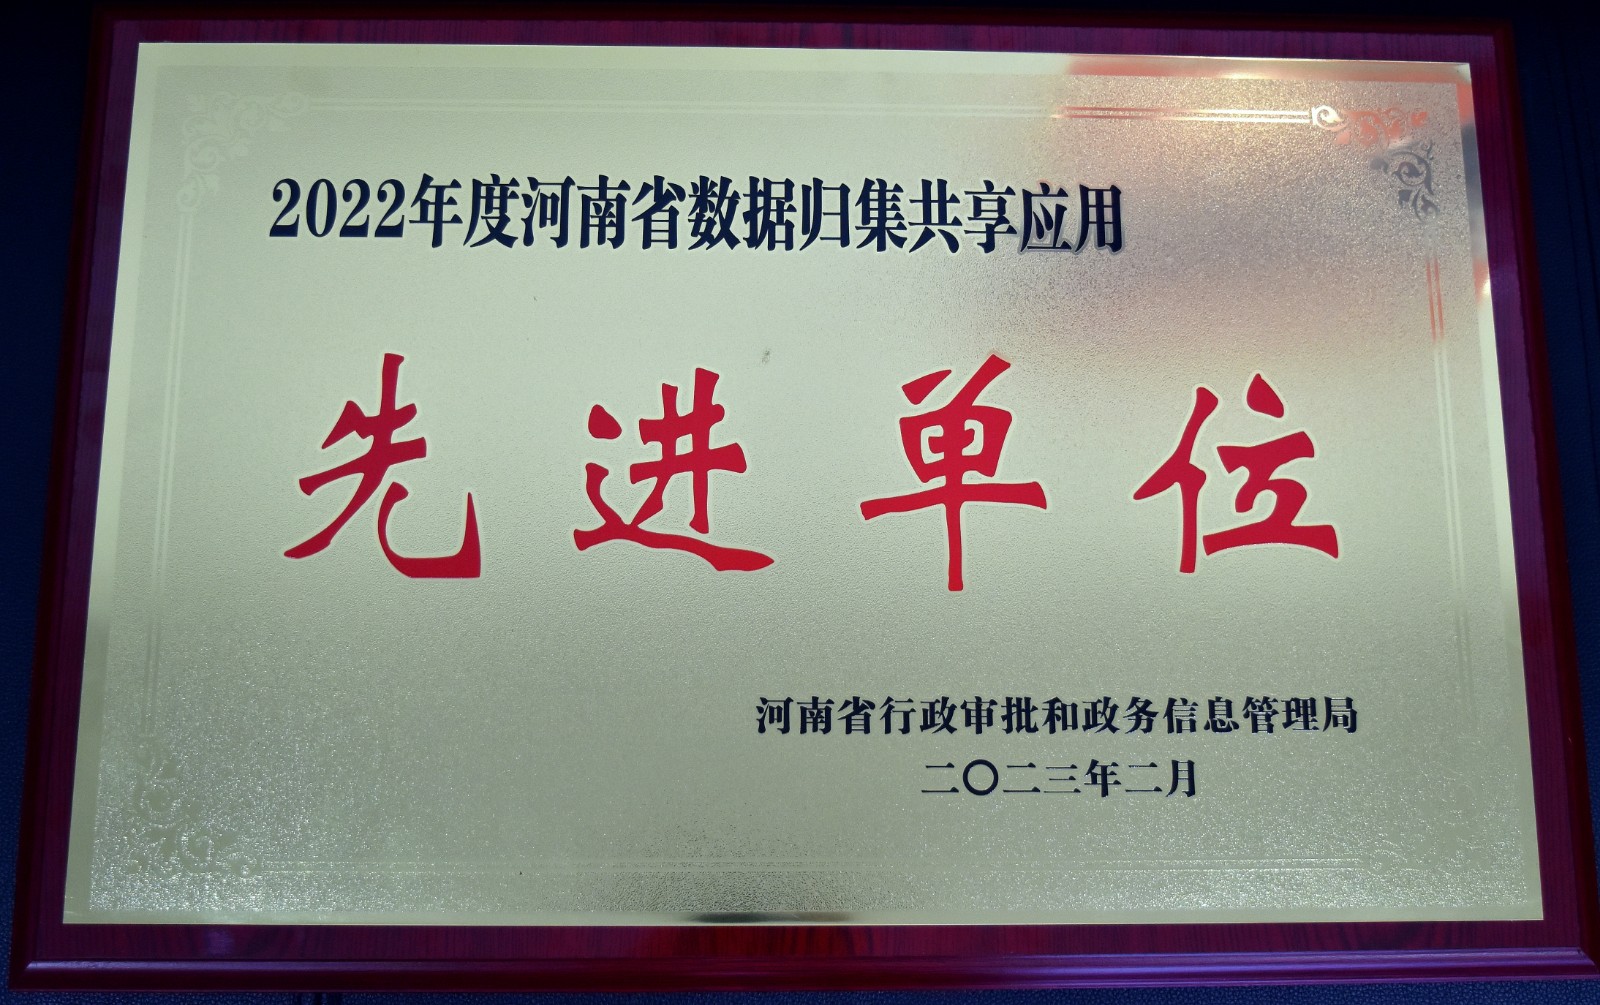 2022年度河南省数据归集共享应用
先进单位
河南省行政审批和政务信息管理局
二〇二三年二月